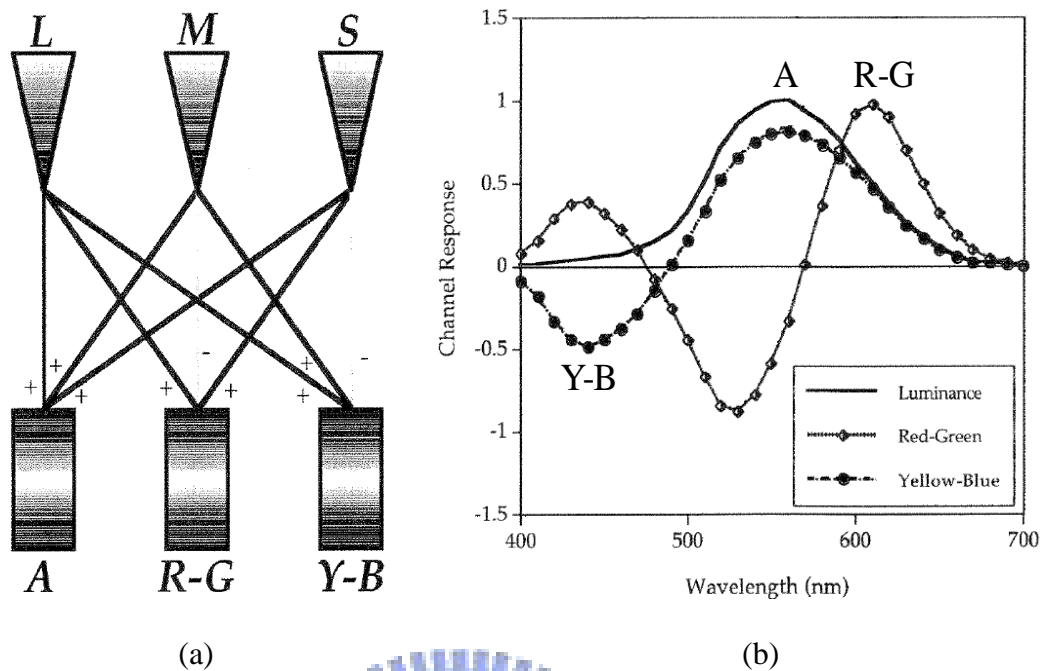 L M S
+ + + + - + + + -
A R-G Y-B
(a)
1.5
1
0.5
0
-0.5
-1
-1.5
Channel Response
A
R-G
Y-B
Luminance
Red-Green
Yellow-Blue
400 500 600 700
Wavelength (nm)
(b)